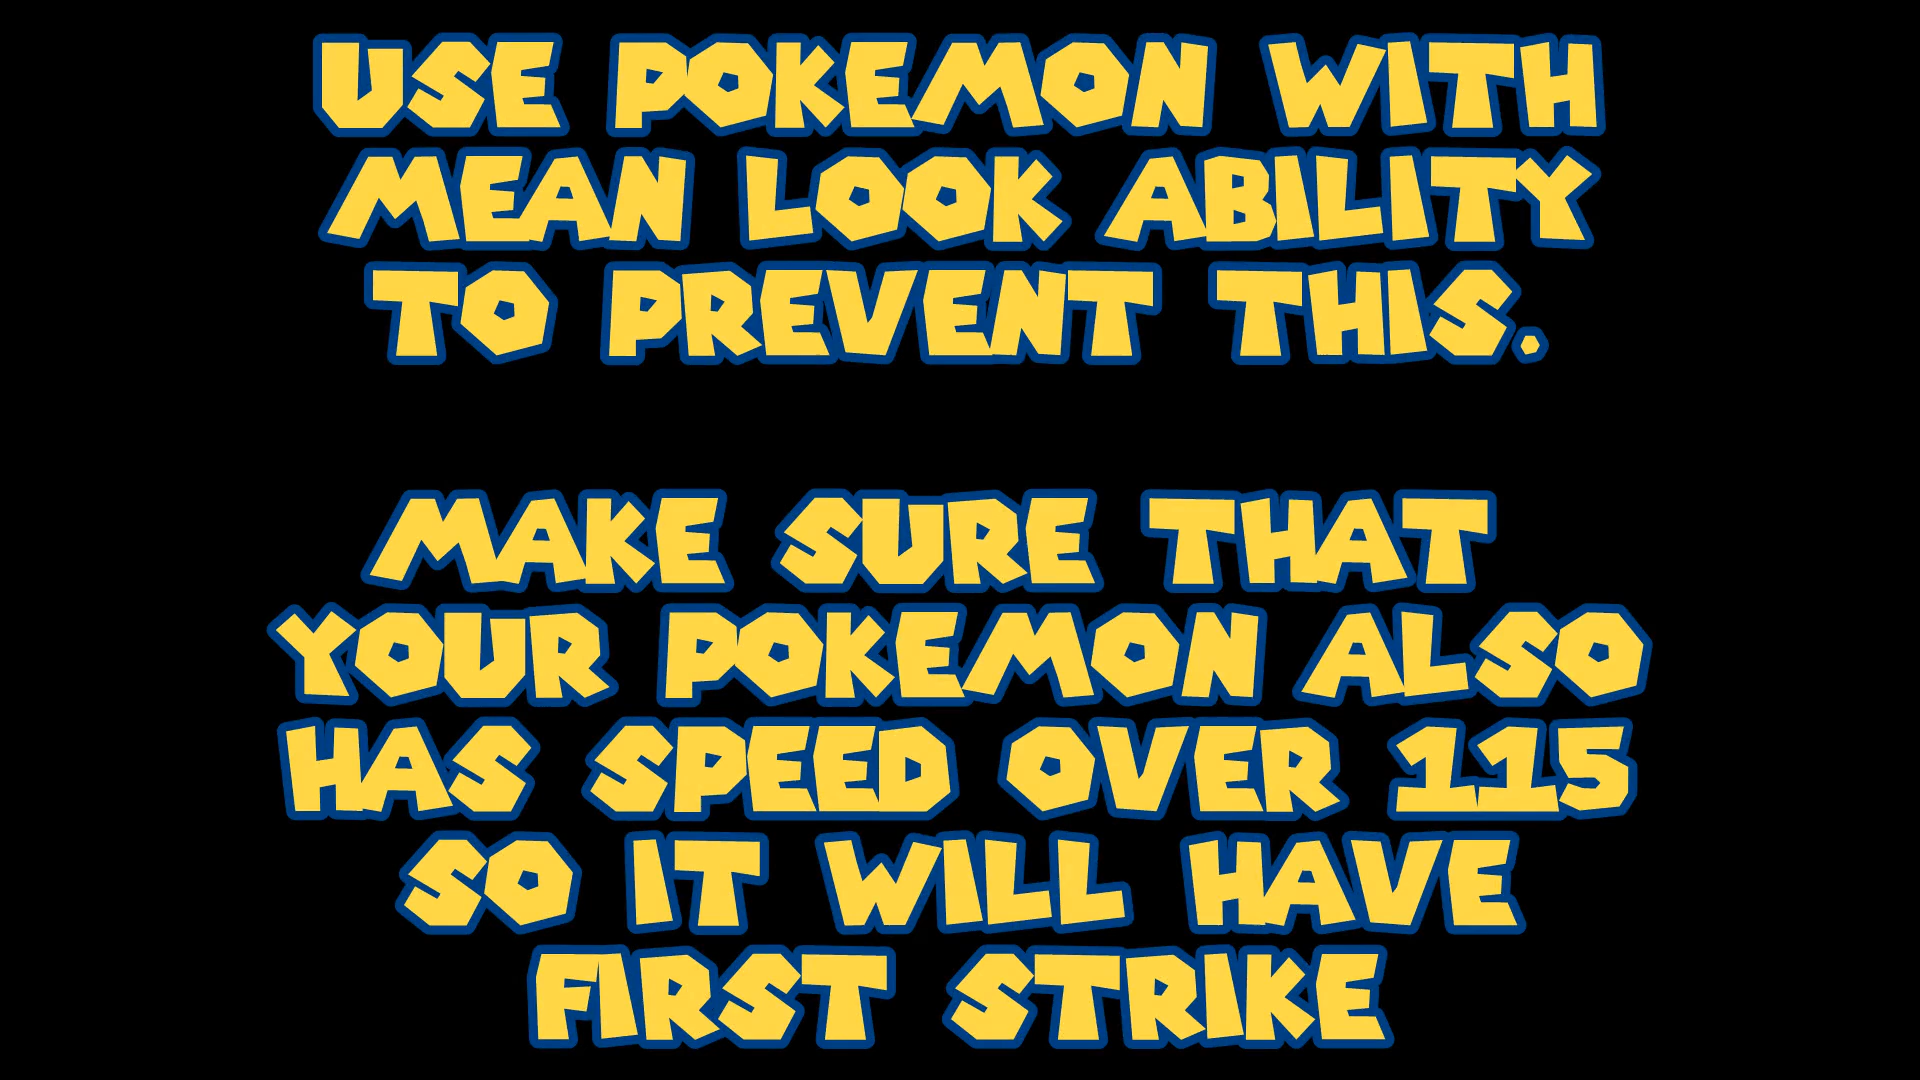 USE POKEMON WITH
MEAN LOOK ABILITY
TO PREVENT THIS.
MAKE SURE THAT
YOUR POKEMON ALSO
HAS SPEED OVER 115
SO IT WILL HAVE
FIRST STRIKE